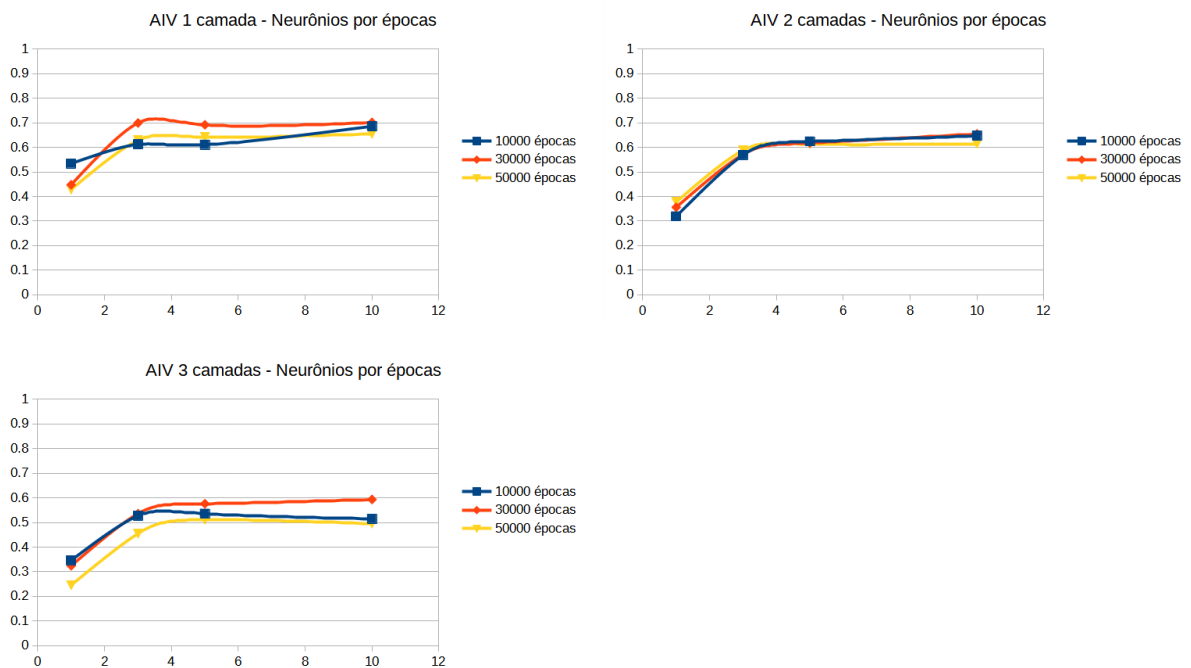 AIV 1 camada - Neurônios por épocas
1
0.9
0.8
0.7
0.6
0.5
0.4
0.3
0.2
0.1
0
0 2 4 6 8 10 12
10000 épocas
30000 épocas
50000 épocas
AIV 2 camadas - Neurônios por épocas
1
0.9
0.8
0.7
0.6
0.5
0.4
0.3
0.2
0.1
0
0 2 4 6 8 10 12
10000 épocas
30000 épocas
50000 épocas
AIV 3 camadas - Neurônios por épocas
1
0.9
0.8
0.7
0.6
0.5
0.4
0.3
0.2
0.1
0
0 2 4 6 8 10 12
10000 épocas
30000 épocas
50000 épocas